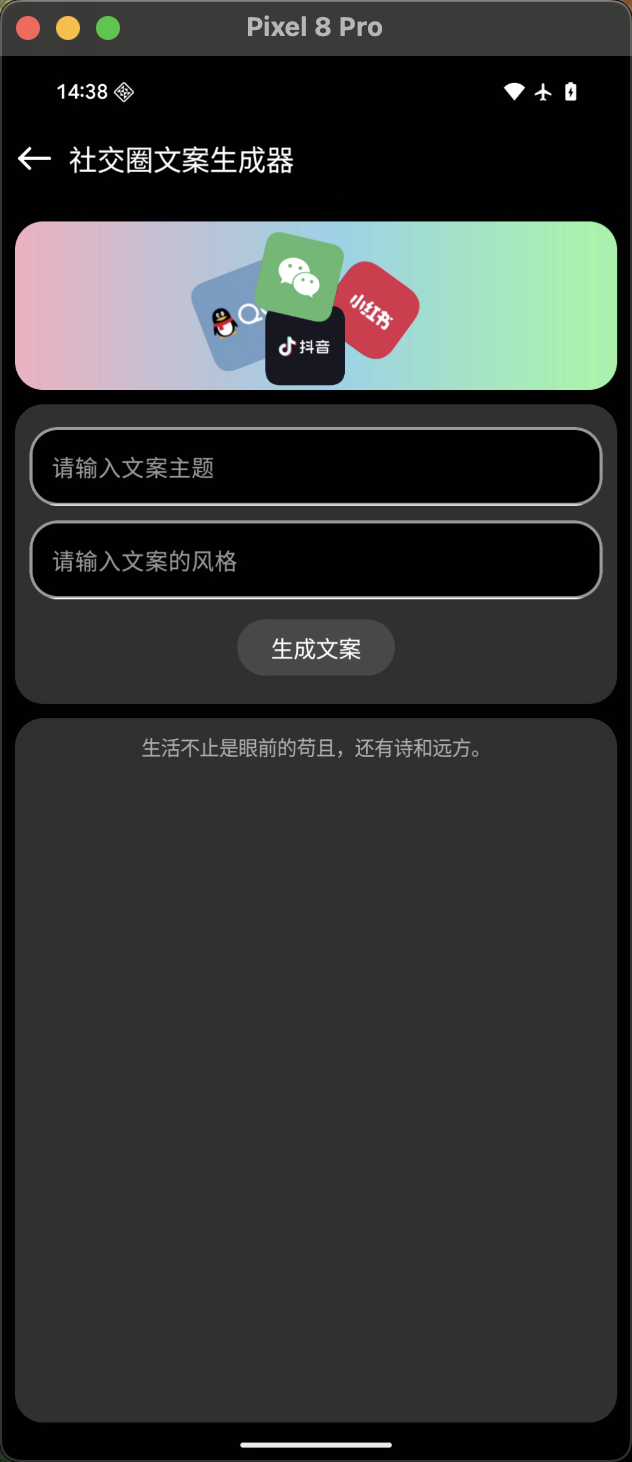 Pixel 8 Pro
14:38
社交圈文案生成器
小红书
抖音
请输入文案主题
请输入文案的风格
生成文案
生活不止是眼前的苟且，还有诗和远方。